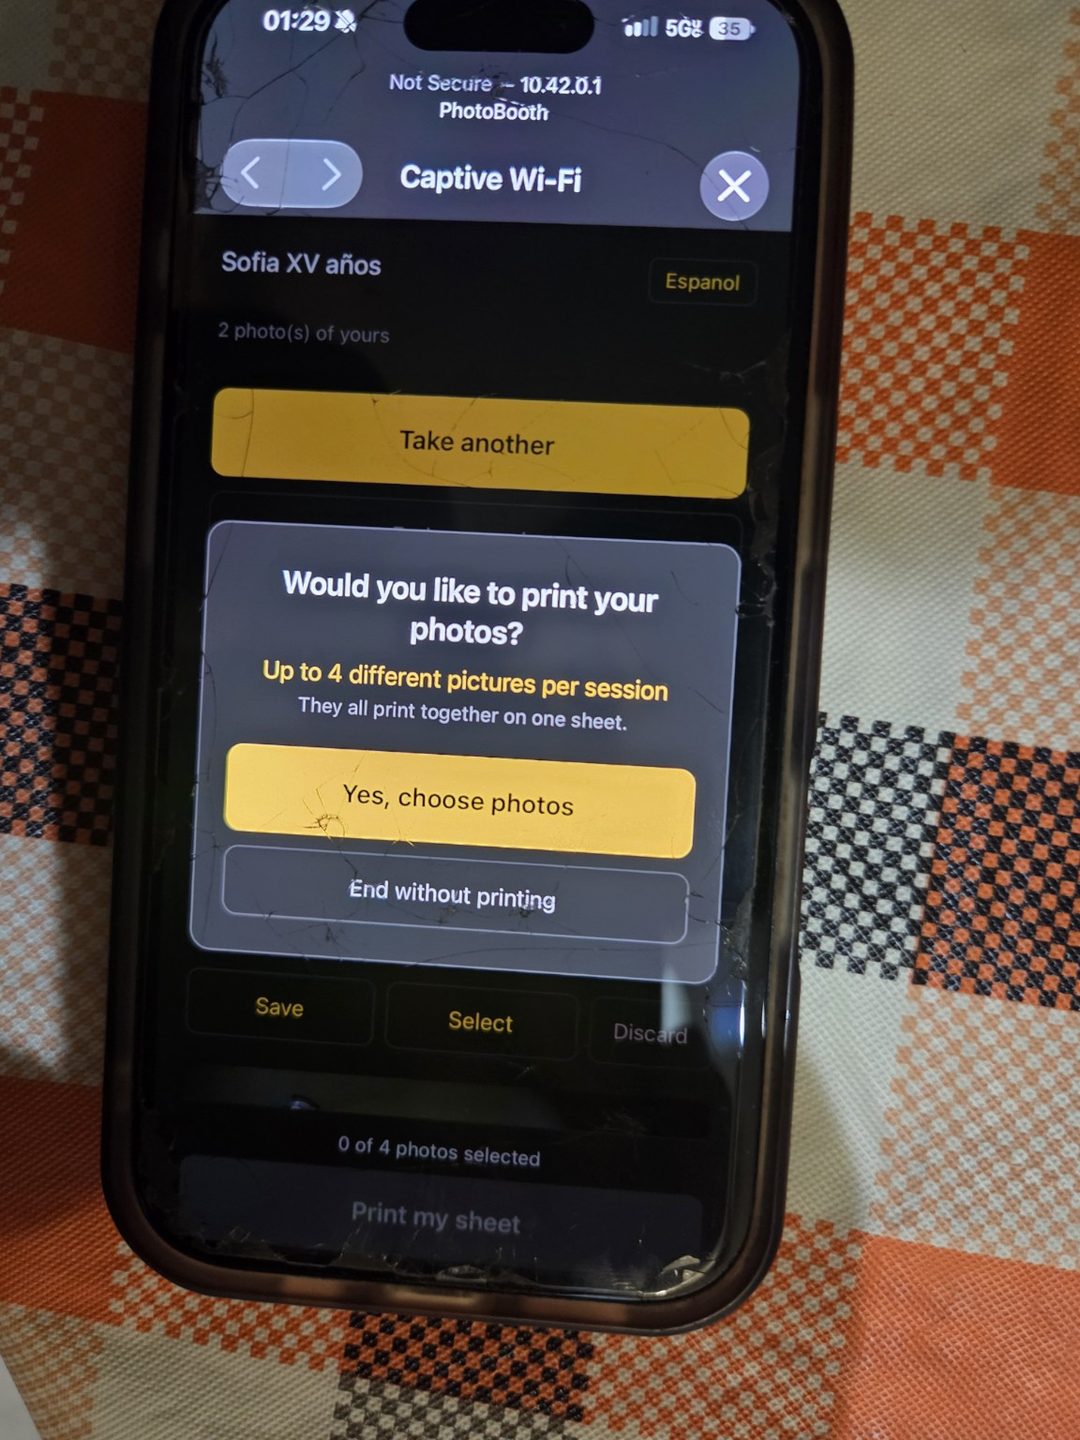 01:29
5G 35
Not Secure — 10.42.0.1
PhotoBooth
Captive Wi-Fi
Sofia XV años
Espanol
2 photo(s) of yours
Take another
Would you like to print your
photos?
Up to 4 different pictures per session
They all print together on one sheet.
Yes, choose photos
End without printing
Save
Select
Discard
0 of 4 photos selected
Print my sheet